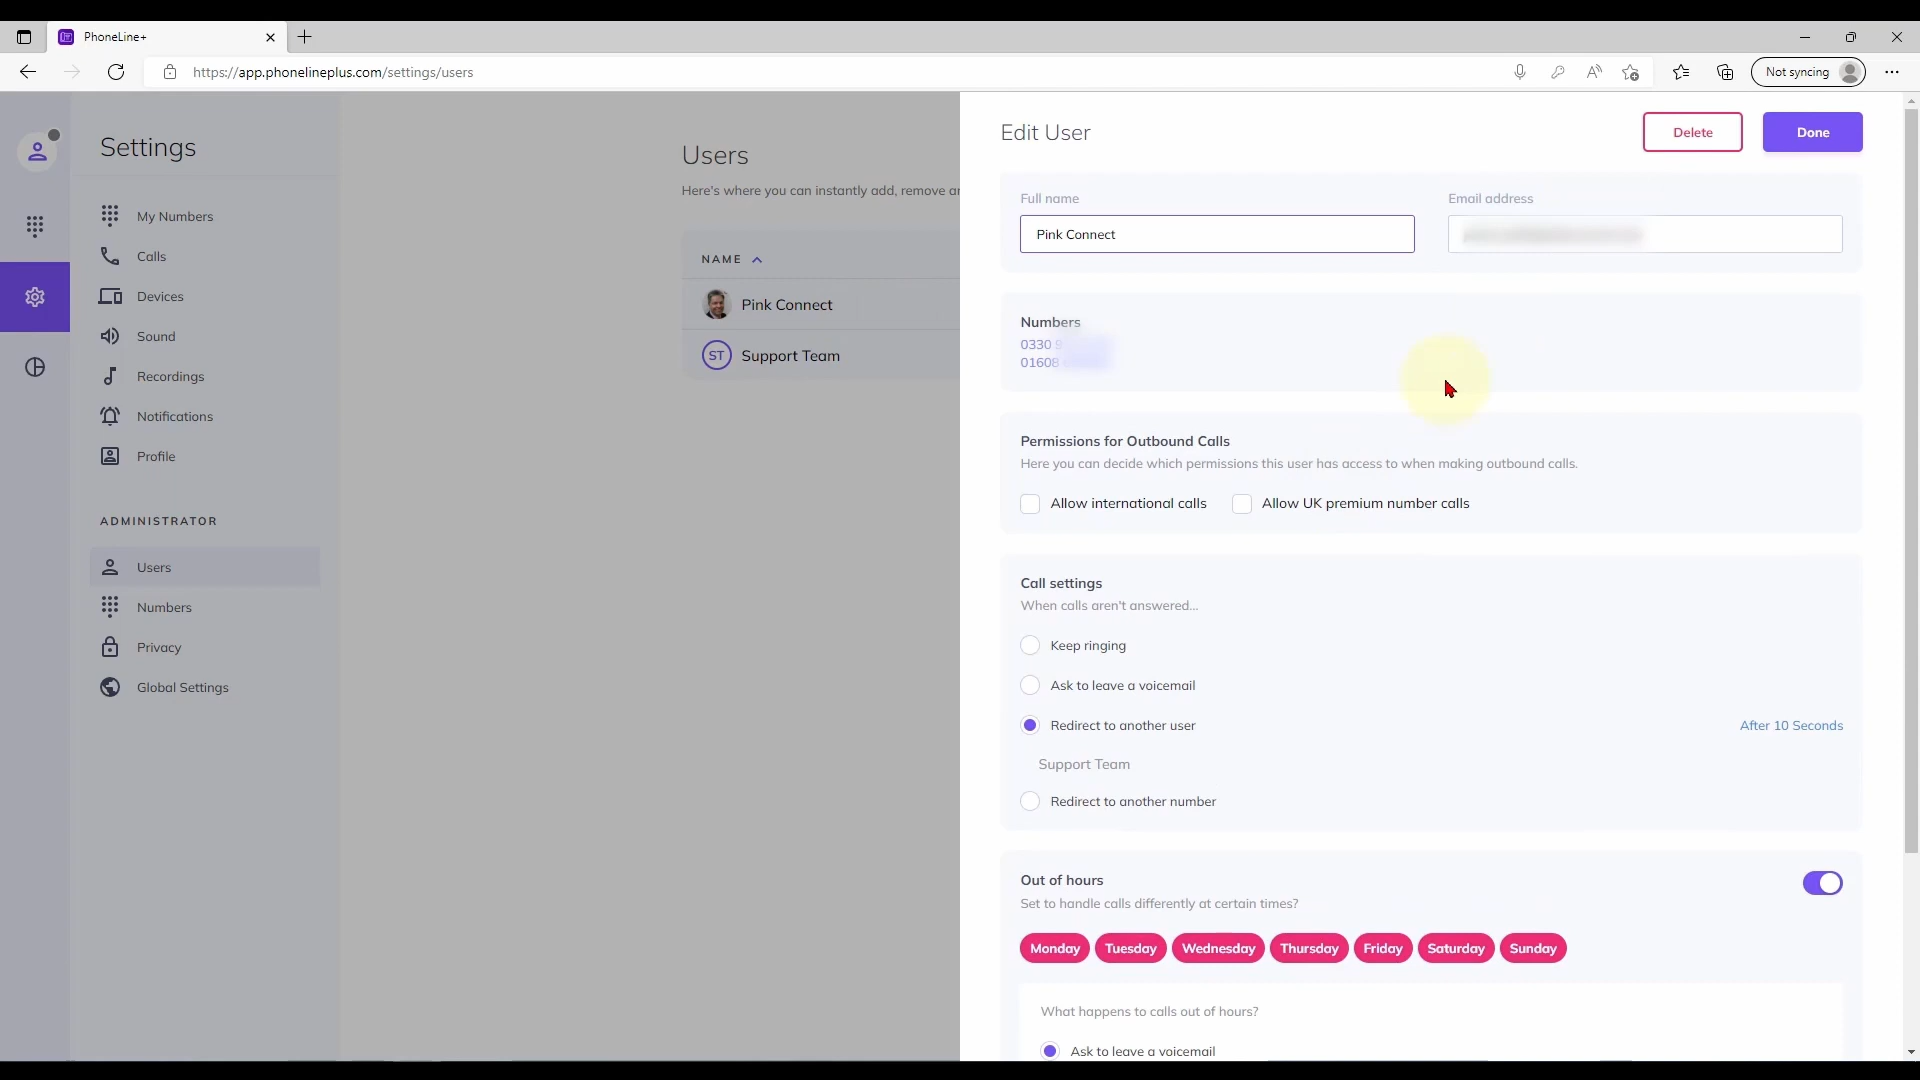 PhoneLine+
https://app.phonelineplus.com/settings/users
Not syncing
Settings
My Numbers
Calls
Devices
Sound
Recordings
Notifications
Profile
ADMINISTRATOR
Users
Numbers
Privacy
Global Settings
Users
Here's where you can instantly add, remove
NAME
Pink Connect
ST Support Team
Edit User
Delete
Done
Full name
Email address
Pink Connect
Numbers
0330
01608
Permissions for Outbound Calls
Here you can decide which permissions this user has access to when making outbound calls.
Allow international calls
Allow UK premium number calls
Call settings
When calls aren't answered...
Keep ringing
Ask to leave a voicemail
Redirect to another user
After 10 Seconds
Support Team
Redirect to another number
Out of hours
Set to handle calls differently at certain times?
Monday Tuesday Wednesday Thursday Friday Saturday Sunday
What happens to calls out of hours?
Ask to leave a voicemail